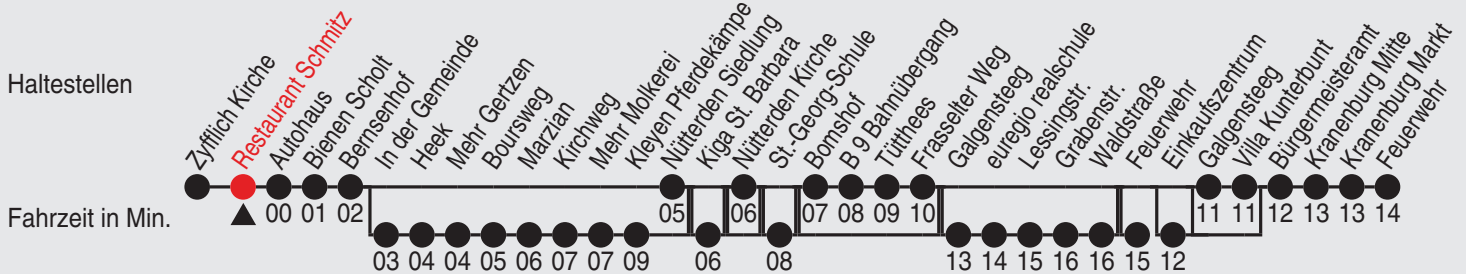 Haltestellen
Zyfflich Kirche
Restaurant Schmitz
Autohaus
Bienen Scholt
Bernsenhof
In der Gemeinde
Heek
Mehr Gertzen
Boursweg
Marzian
Kirchweg
Mehr Molkerei
Kleyen Pferdekämpe
Nütterden Siedlung
Kiga St. Barbara
Nütterden Kirche
St.-Georg-Schule
Bomshof
B 9 Bahnübergang
Tütthees
Frasselter Weg
Galgensteeg
euregio realschule
Lessingstr.
Grabenstr.
Waldstraße
Feuerwehr
Einkaufszentrum
Galgensteeg
Villa Kunterbunt
Bürgermeisteramt
Kranenburg Mitte
Kranenburg Markt
Feuerwehr
Fahrzeit in Min.
00 01 02 05 06 07 08 09 10 11 11 12 13 13 14
03 04 04 05 06 07 07 09 06 08 13 14 15 16 16 15 12